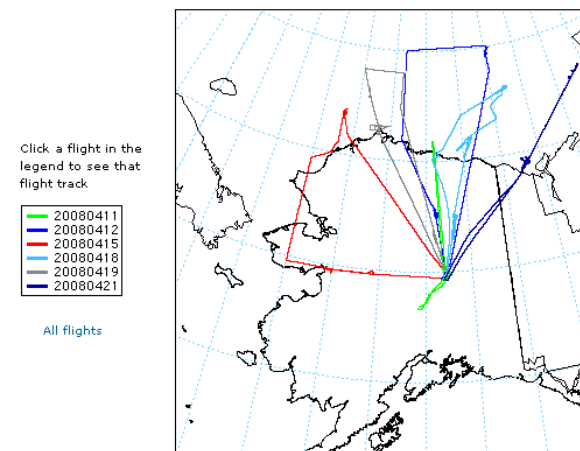 Click a flight in the
legend to see that
flight track
20080411
20080412
20080415
20080418
20080419
20080421
All flights